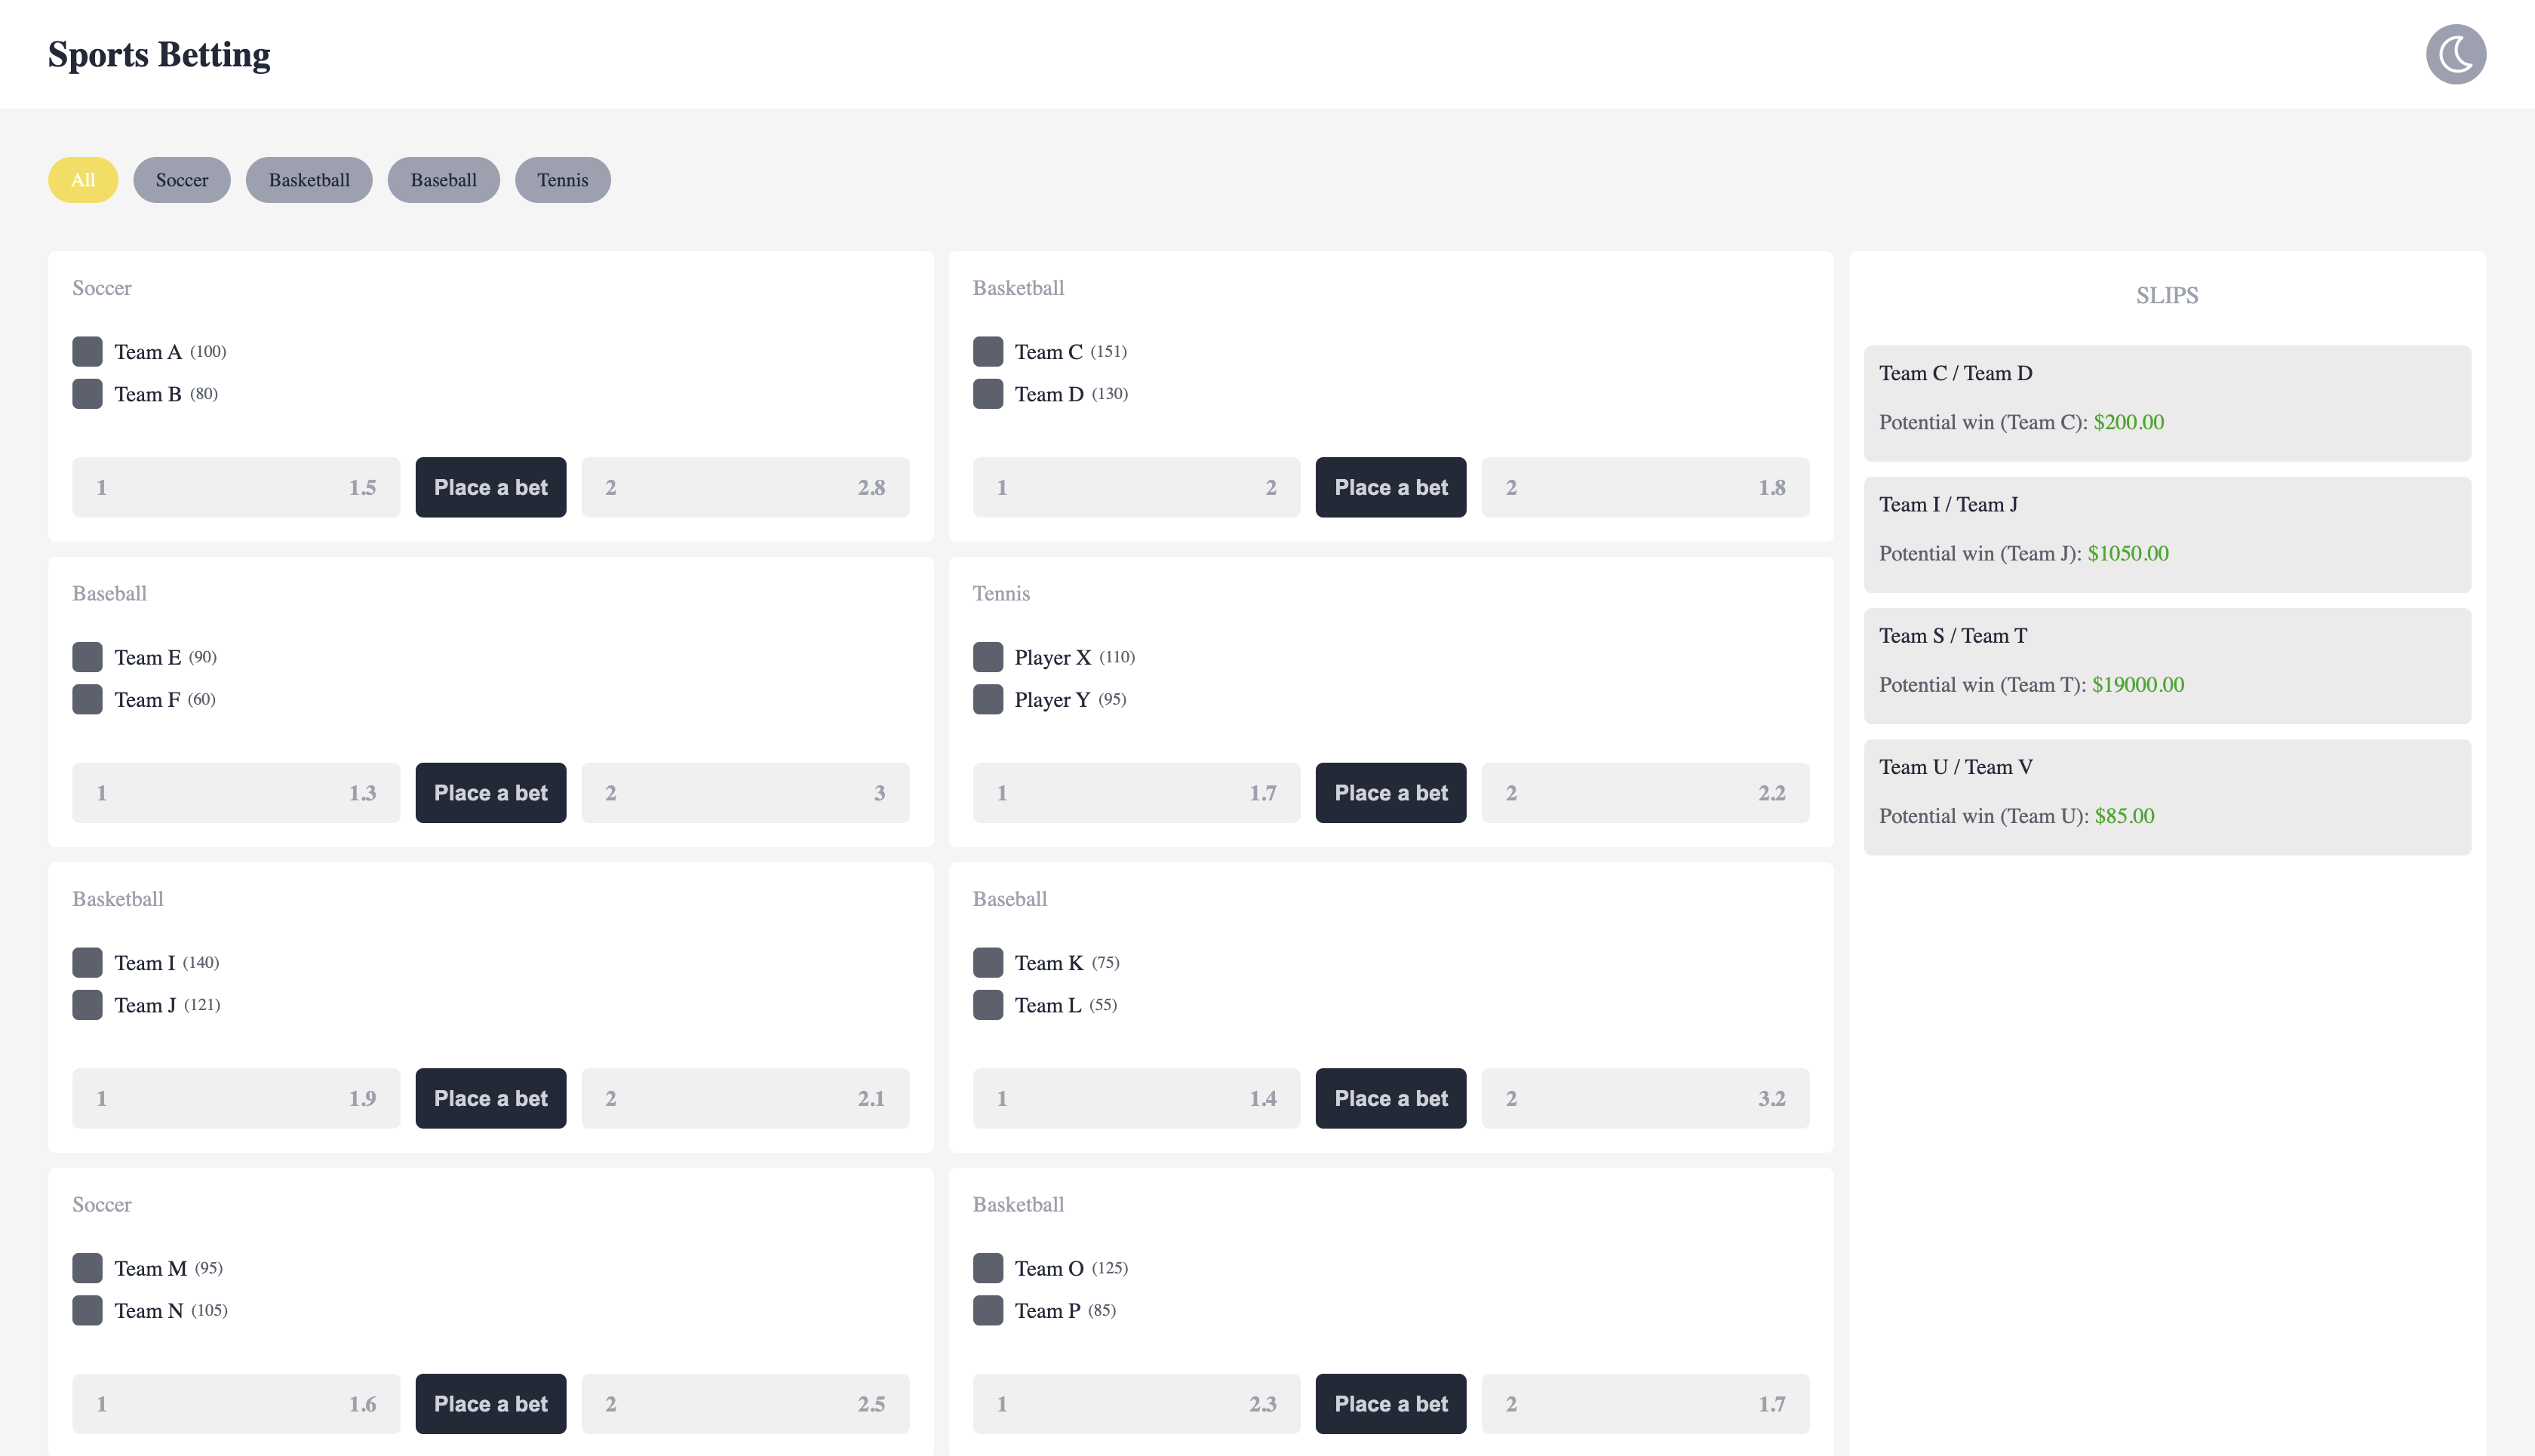 Sports Betting
All Soccer Basketball Baseball Tennis
Soccer
Team A (100)
Team B (80)
1 1.5 Place a bet 2 2.8
Basketball
Team C (151)
Team D (130)
1 2 Place a bet 2 1.8
Baseball
Team E (90)
Team F (60)
1 1.3 Place a bet 2 3
Tennis
Player X (110)
Player Y (95)
1 1.7 Place a bet 2 2.2
Basketball
Team I (140)
Team J (121)
1 1.9 Place a bet 2 2.1
Baseball
Team K (75)
Team L (55)
1 1.4 Place a bet 2 3.2
Soccer
Team M (95)
Team N (105)
1 1.6 Place a bet 2 2.5
Basketball
Team O (125)
Team P (85)
1 2.3 Place a bet 2 1.7
SLIPS
Team C / Team D
Potential win (Team C): $200.00
Team I / Team J
Potential win (Team J): $1050.00
Team S / Team T
Potential win (Team T): $19000.00
Team U / Team V
Potential win (Team U): $85.00